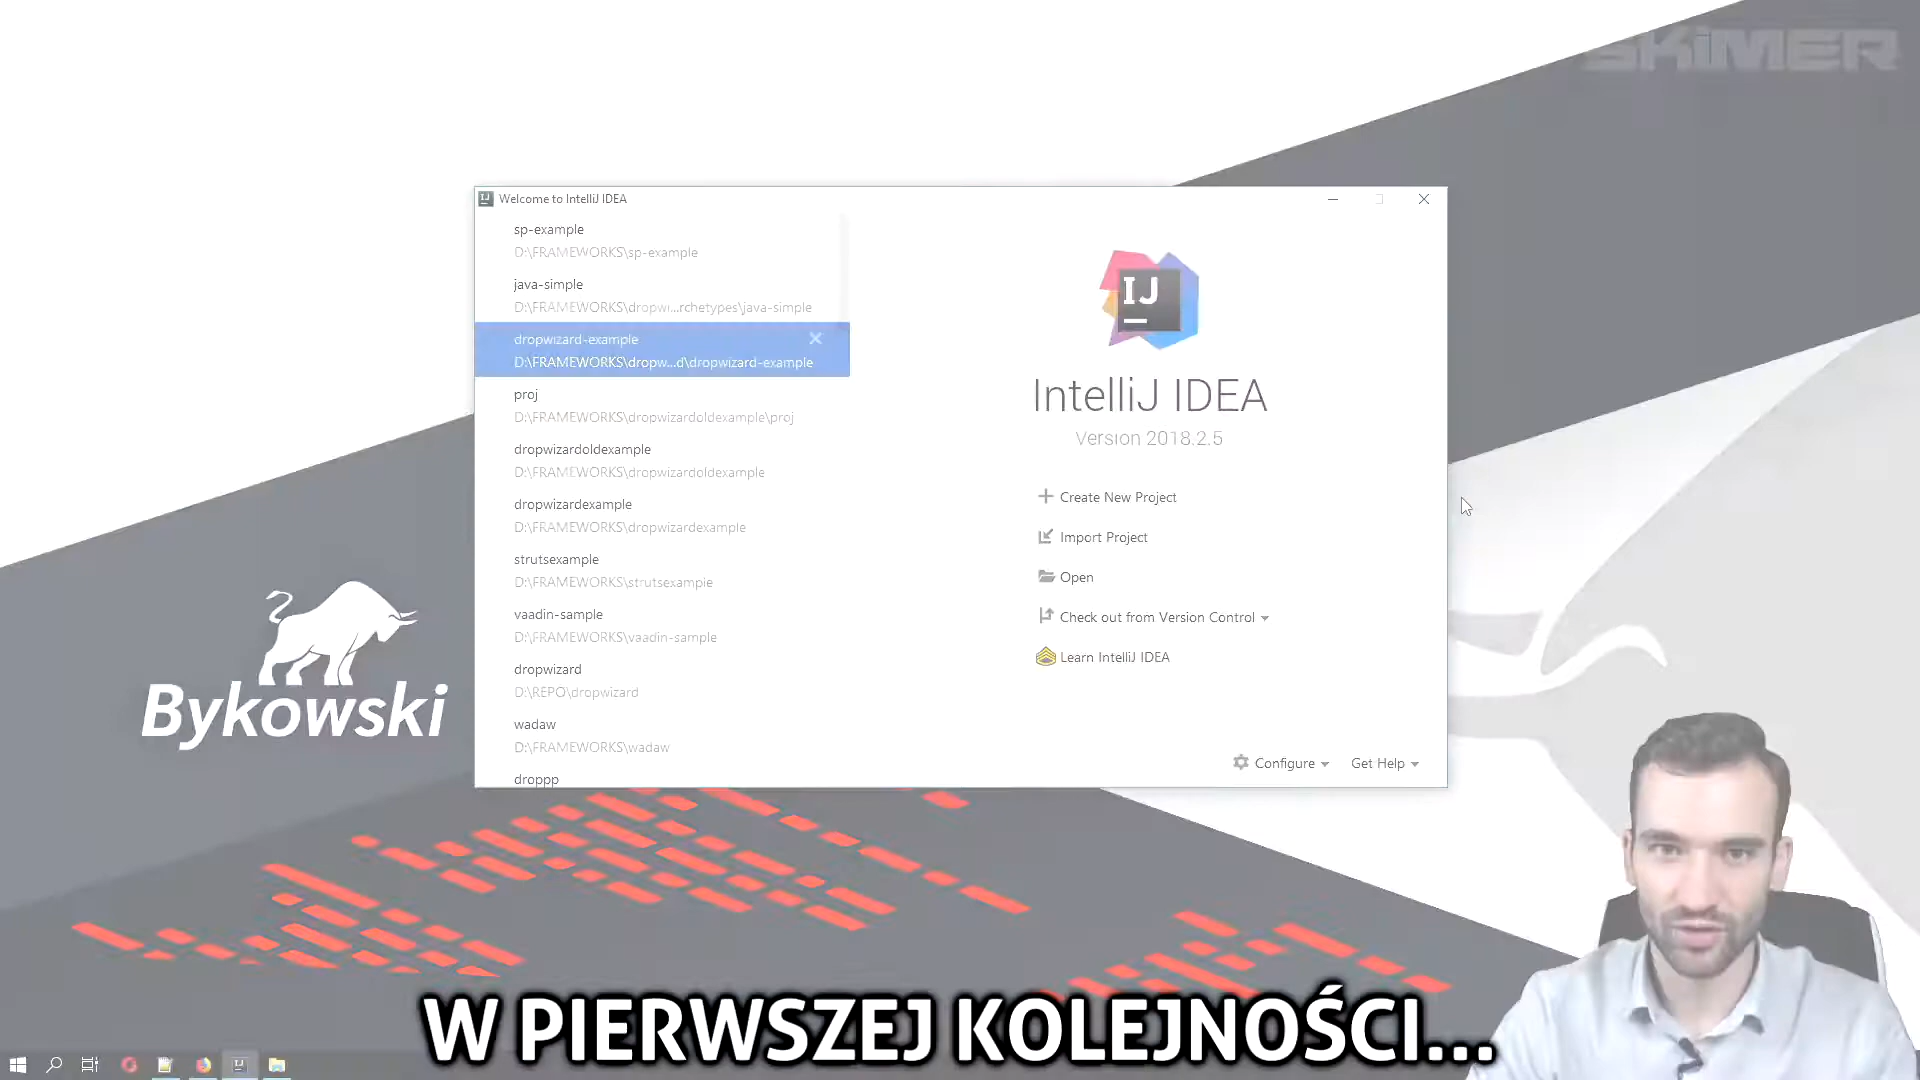 SKiMER
Welcome to IntelliJ IDEA
sp-example
D:\FRAMEWORKS\sp-example
java-simple
D:\FRAMEWORKS\dropwi...rchetypes\java-simple
dropwizard-example
D:\FRAMEWORKS\dropw...d\dropwizard-example
proj
D:\FRAMEWORKS\dropwizardoldexample\proj
dropwizardoldexample
D:\FRAMEWORKS\dropwizardoldexample
dropwizardexample
D:\FRAMEWORKS\dropwizardexample
strutsexample
D:\FRAMEWORKS\strutsexample
vaadin-sample
D:\FRAMEWORKS\vaadin-sample
dropwizard
D:\REPO\dropwizard
wadaw
D:\FRAMEWORKS\wadaw
droppp
IJ
IntelliJ IDEA
Version 2018.2.5
Create New Project
Import Project
Open
Check out from Version Control
Learn IntelliJ IDEA
Configure
Get Help
Bykowski
W PIERWSZEJ KOLEJNOŚCI...